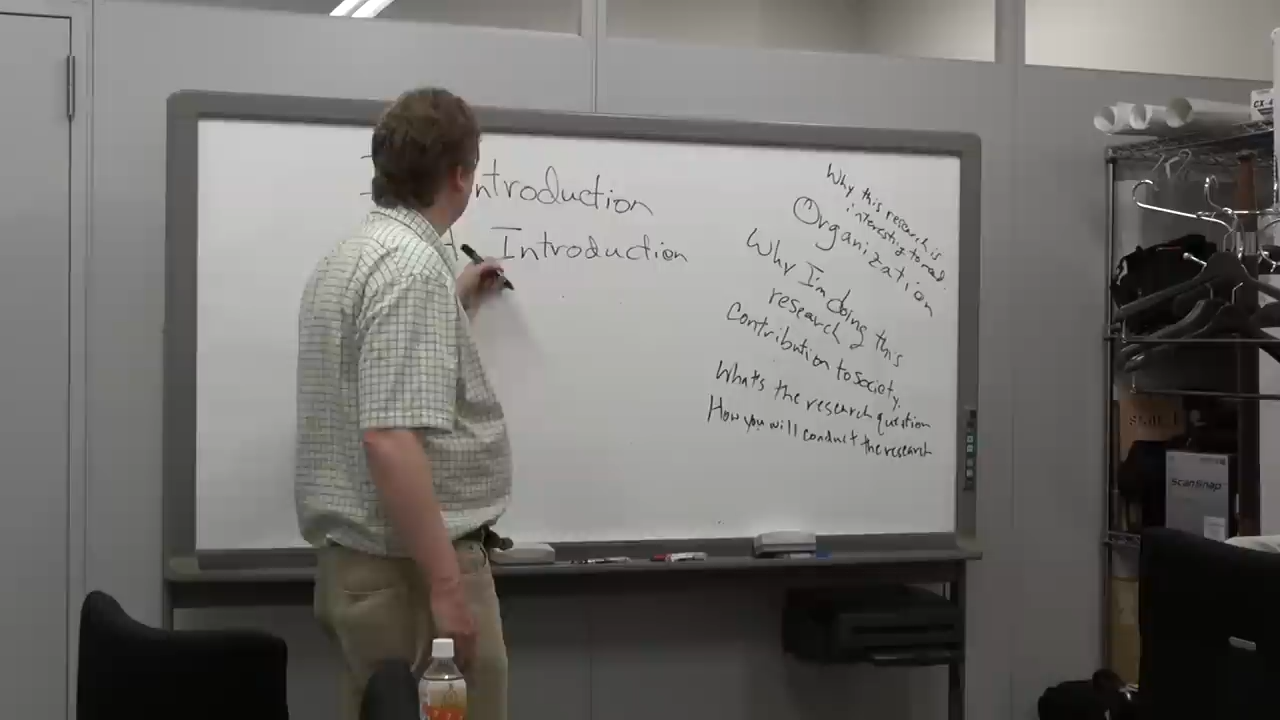 Introduction
Introduction
Why this research is
interesting to read.
Organization
Why I'm doing this
research
Contribution to society.
What's the research question
How you will conduct the research
ScanSnap